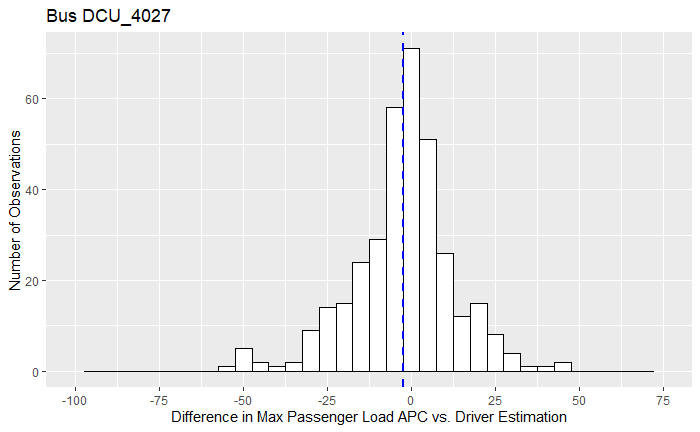 Bus DCU_4027
Number of Observations
60
40
20
0
-100 -75 -50 -25 0 25 50 75
Difference in Max Passenger Load APC vs. Driver Estimation